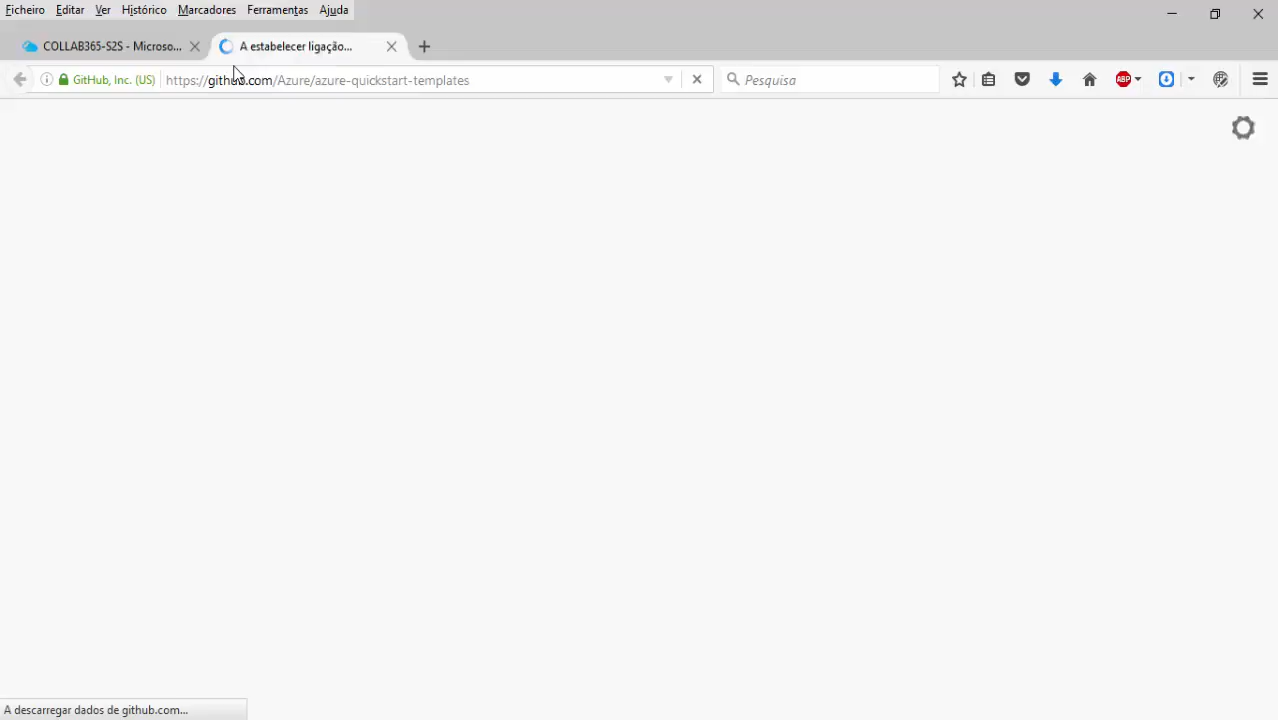 Ficheiro Editar Ver Histórico Marcadores Ferramentas Ajuda
COLLAB365-S2S - Microso... A estabelecer ligação...
GitHub, Inc. (US) https://github.com/Azure/azure-quickstart-templates Pesquisa ABP
A descarregar dados de github.com...